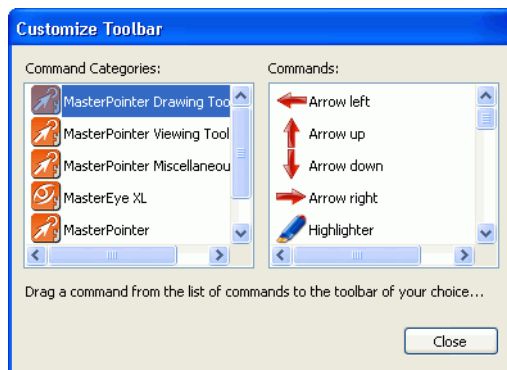 Customize Toolbar
Command Categories:
MasterPointer Drawing Too
MasterPointer Viewing Tool
MasterPointer Miscellaneou
MasterEye XL
MasterPointer
Commands:
Arrow left
Arrow up
Arrow down
Arrow right
Highlighter
Drag a command from the list of commands to the toolbar of your choice...
Close